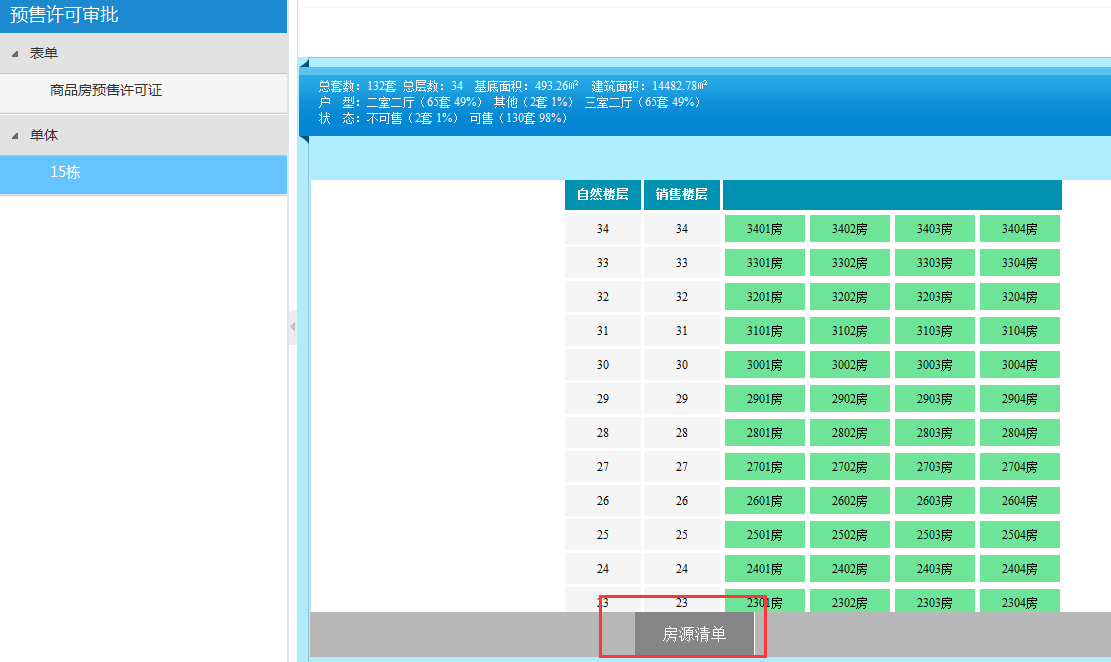 预售许可审批
表单
商品房预售许可证
单体
15栋
总套数：132套 总层数：34 基底面积：493.26㎡ 建筑面积：14482.78㎡
户 型：二室二厅（65套 49%） 其他（2套 1%） 三室二厅（65套 49%）
状 态：不可售（2套 1%） 可售（130套 98%）
自然楼层 销售楼层
34 34 3401房 3402房 3403房 3404房
33 33 3301房 3302房 3303房 3304房
32 32 3201房 3202房 3203房 3204房
31 31 3101房 3102房 3103房 3104房
30 30 3001房 3002房 3003房 3004房
29 29 2901房 2902房 2903房 2904房
28 28 2801房 2802房 2803房 2804房
27 27 2701房 2702房 2703房 2704房
26 26 2601房 2602房 2603房 2604房
25 25 2501房 2502房 2503房 2504房
24 24 2401房 2402房 2403房 2404房
23 23 2301房 2302房 2303房 2304房
房源清单